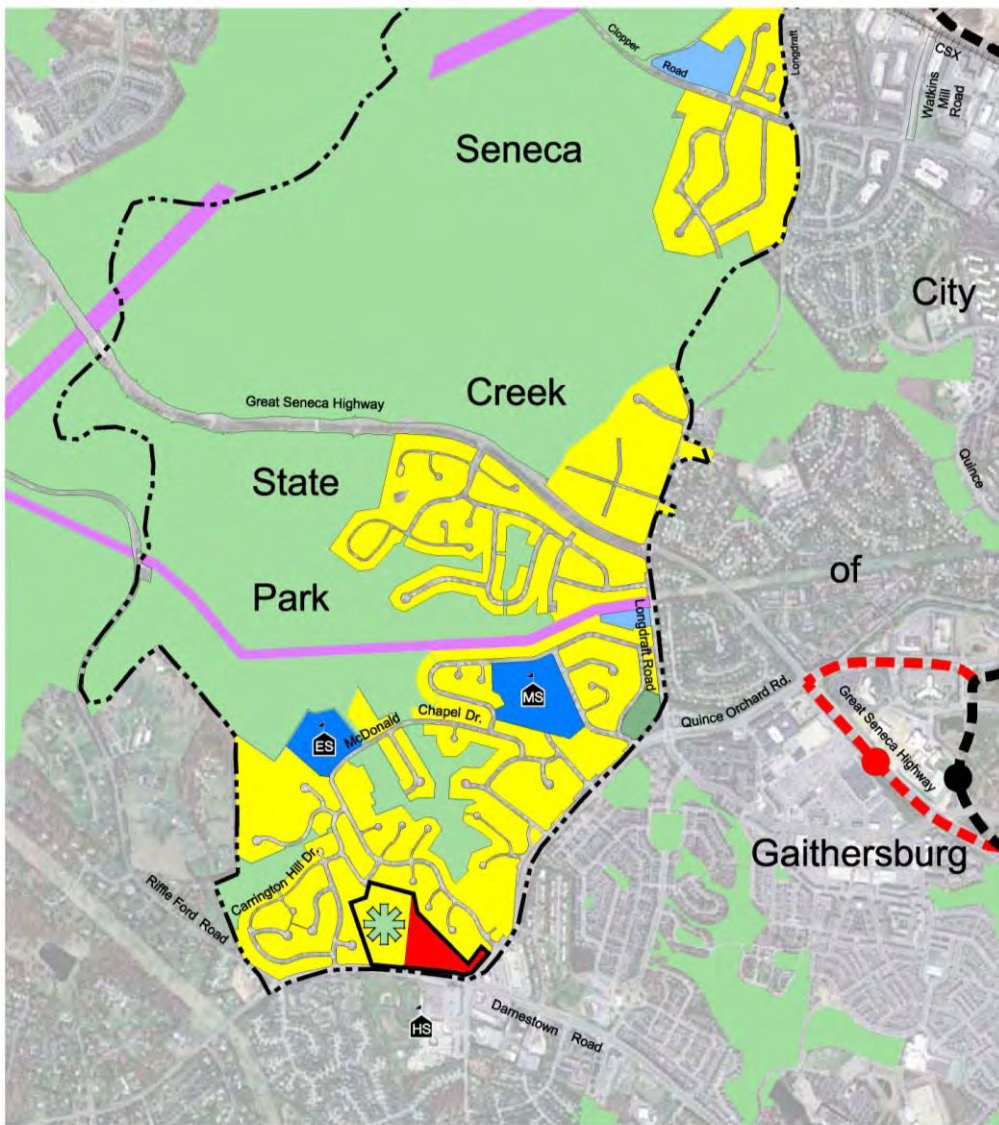 Clopper
Road
Longdraft
CSX
Watkins
Mill
Road
Seneca
City
Creek
Great Seneca Highway
State
Quince
of
Park
Longdraft Road
MS
Quince Orchard Rd.
Chapel Dr.
McDonald
ES
Great Seneca Highway
Gaithersburg
Carrington Hill Dr.
Riffle Ford Road
HS
Darnestown Road